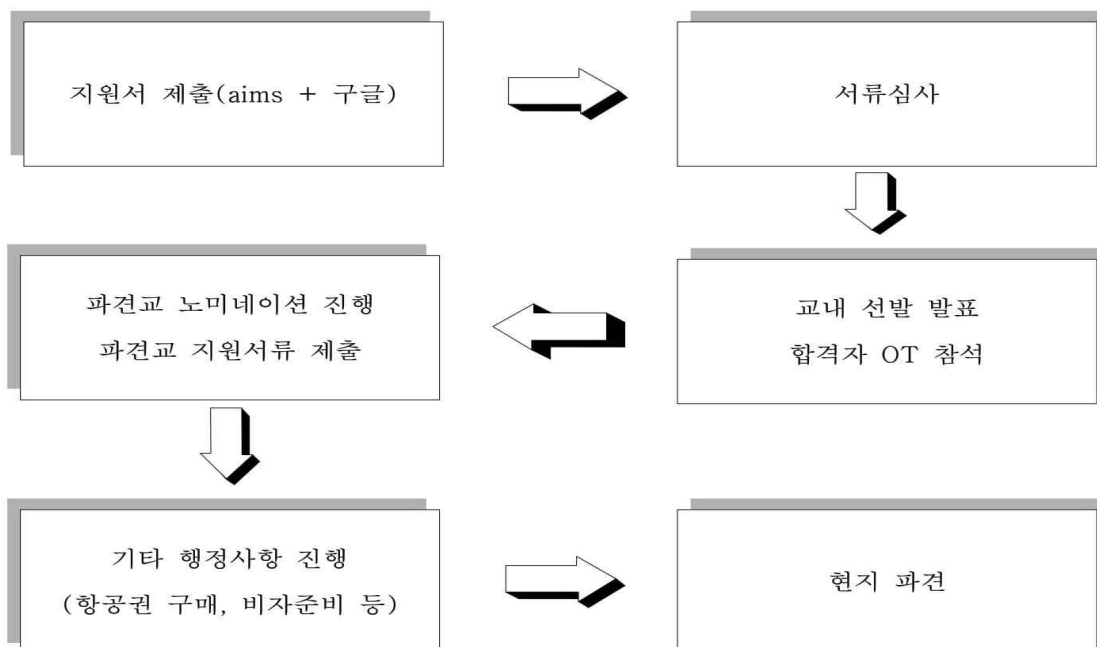 지원서 제출(aims + 구글)
서류심사
교내 선발 발표
합격자 OT 참석
파견교 노미네이션 진행
파견교 지원서류 제출
기타 행정사항 진행
(항공권 구매, 비자준비 등)
현지 파견